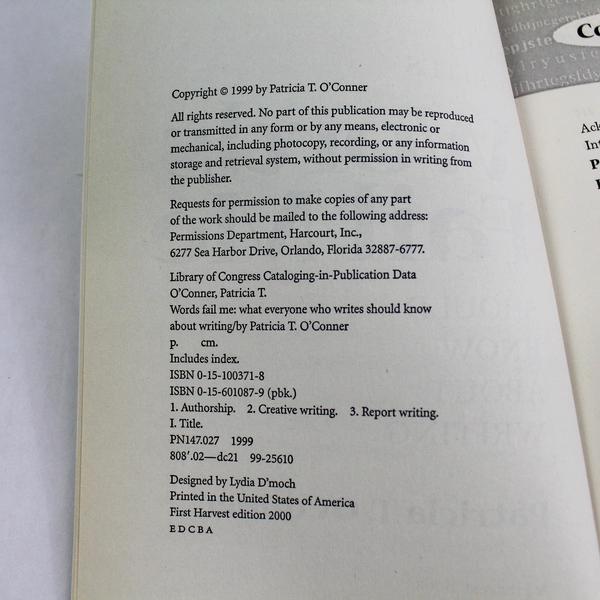 Copyright © 1999 by Patricia T. O'Conner
All rights reserved. No part of this publication may be reproduced
or transmitted in any form or by any means, electronic or
mechanical, including photocopy, recording, or any information
storage and retrieval system, without permission in writing from
the publisher.
Requests for permission to make copies of any part
of the work should be mailed to the following address:
Permissions Department, Harcourt, Inc.,
6277 Sea Harbor Drive, Orlando, Florida 32887-6777.
Library of Congress Cataloging-in-Publication Data
O'Conner, Patricia T.
Words fail me: what everyone who writes should know
about writing/by Patricia T. O'Conner
p. cm.
Includes index.
ISBN 0-15-100371-8
ISBN 0-15-601087-9 (pbk.)
1. Authorship. 2. Creative writing. 3. Report writing.
I. Title.
PN147.027 1999
808'.02—dc21 99-25610
Designed by Lydia D'moch
Printed in the United States of America
First Harvest edition 2000
E D C B A